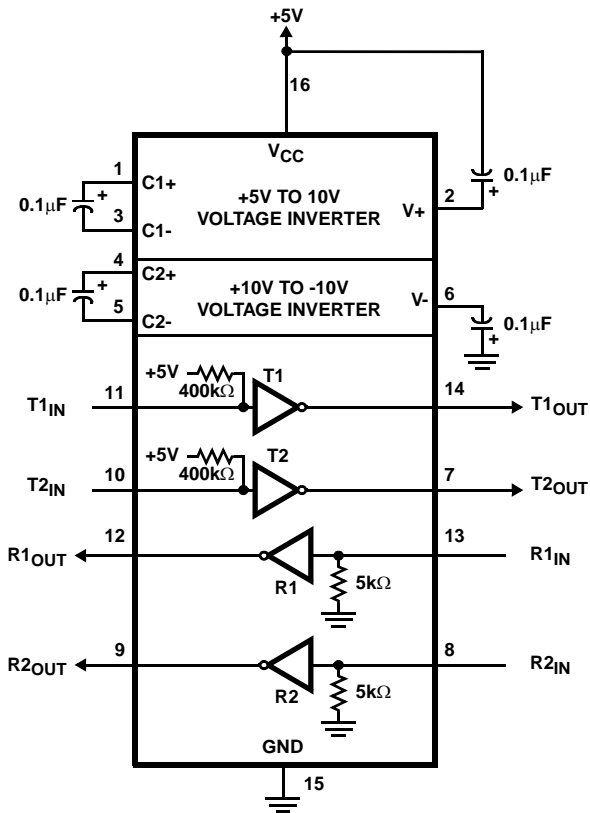 +5V
16
VCC
1
C1+
0.1μF
+
3
C1-
+5V TO 10V
VOLTAGE INVERTER
V+
2
0.1μF
+
4
C2+
0.1μF
+
5
C2-
+10V TO -10V
VOLTAGE INVERTER
V-
6
0.1μF
+
T1IN
11
+5V
400kΩ
T1
14
T1OUT
T2IN
10
+5V
400kΩ
T2
7
T2OUT
R1OUT
12
R1
5kΩ
13
R1IN
R2OUT
9
R2
5kΩ
8
R2IN
GND
15